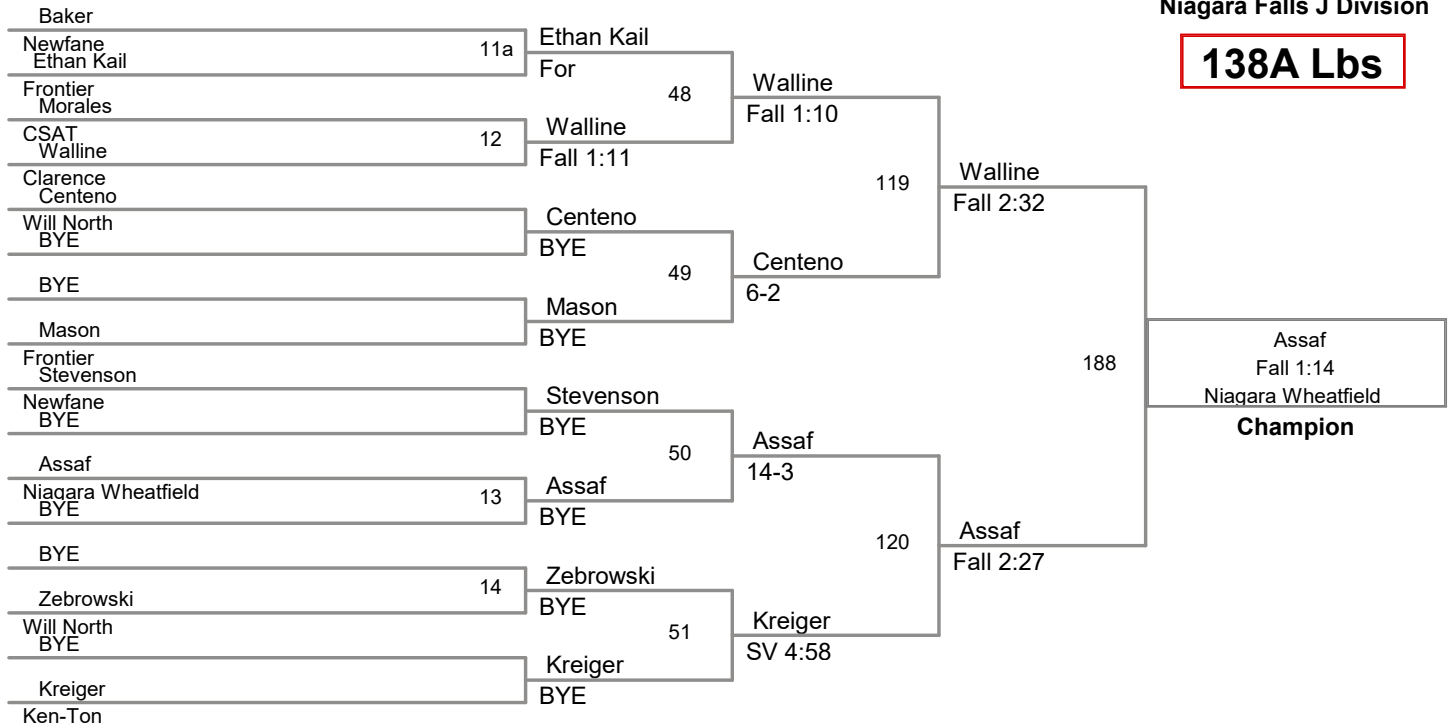 Niagara Falls J Division
138A Lbs
Baker
Newfane
Ethan Kail
Frontier
Morales
CSAT
Walline
Clarence
Centeno
Will North
BYE
BYE
Mason
Frontier
Stevenson
Newfane
BYE
Assaf
Niagara Wheatfield
BYE
BYE
Zebrowski
Will North
BYE
Kreiger
Ken-Ton
11a
12
13
14
Ethan Kail
For
Walline
Fall 1:11
Centeno
BYE
Mason
BYE
Stevenson
BYE
Assaf
BYE
Zebrowski
BYE
Kreiger
BYE
48
49
50
51
Walline
Fall 1:10
Centeno
6-2
Assaf
14-3
Kreiger
SV 4:58
119
120
Walline
Fall 2:32
Assaf
Fall 2:27
188
Assaf
Fall 1:14
Niagara Wheatfield
Champion